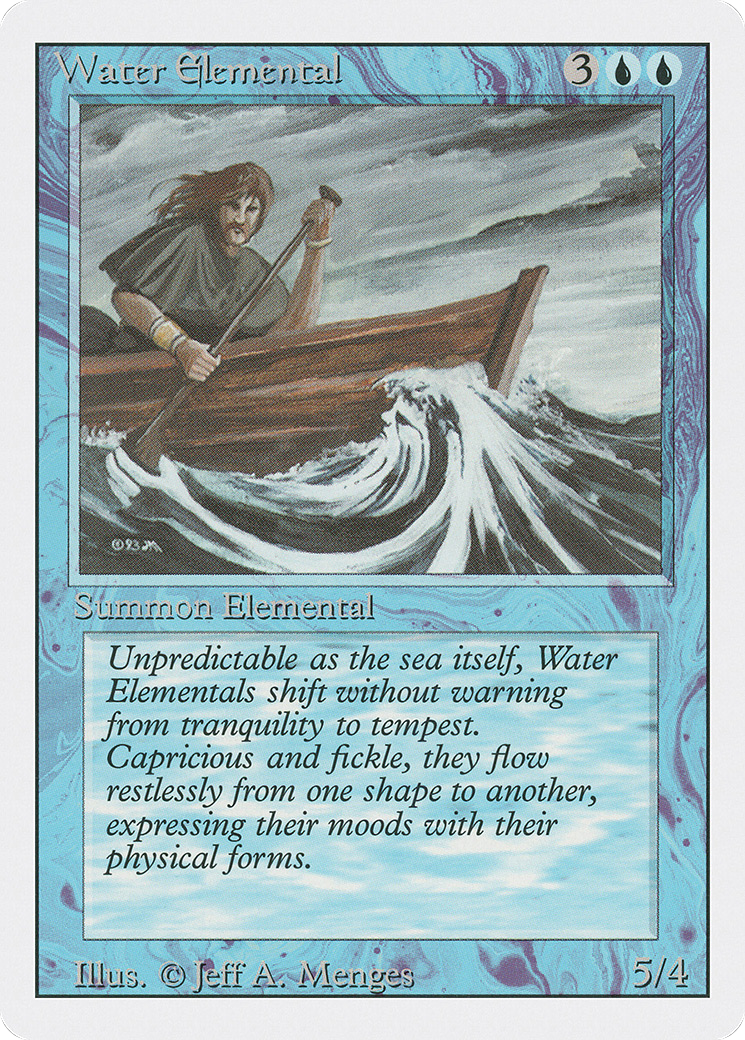 Water Elemental 3
©93 JM
Summon Elemental
Unpredictable as the sea itself, Water
Elementals shift without warning
from tranquility to tempest.
Capricious and fickle, they flow
restlessly from one shape to another,
expressing their moods with their
physical forms.
Illus. © Jeff A. Menges 5/4